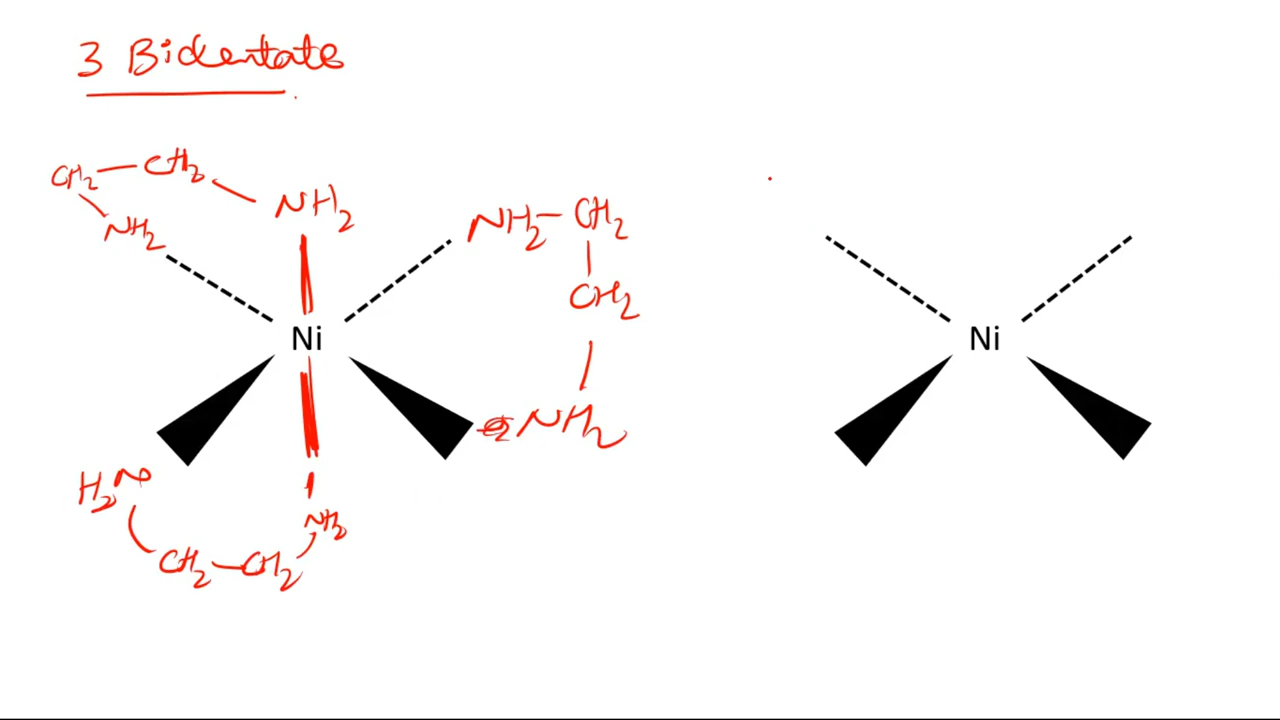 3 Bidentate
CH2 CH2
NH2 NH2 NH2 CH2
CH2
Ni Ni
NH2
H2N
NH2
CH2 CH2